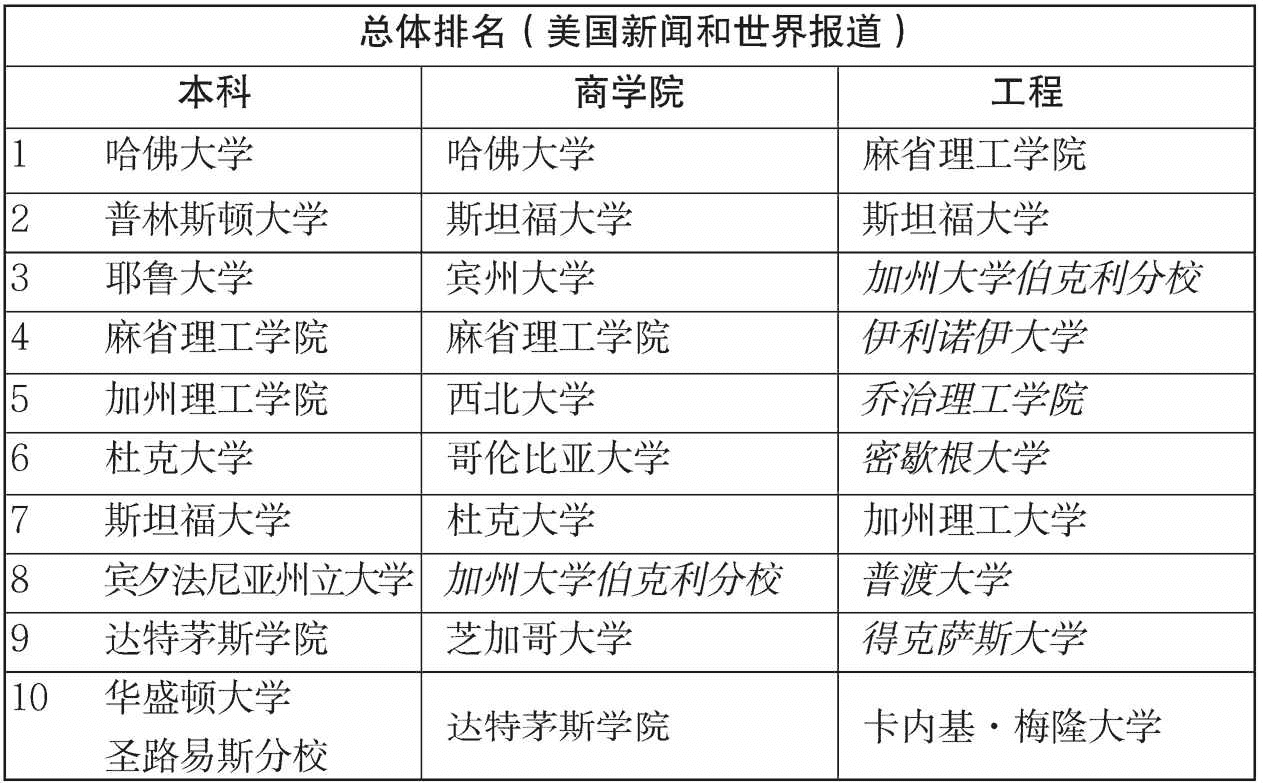 总体排名（美国新闻和世界报道）
本科 商学院 工程
1 哈佛大学 哈佛大学 麻省理工学院
2 普林斯顿大学 斯坦福大学 斯坦福大学
3 耶鲁大学 宾州大学 加州大学伯克利分校
4 麻省理工学院 麻省理工学院 伊利诺伊大学
5 加州理工学院 西北大学 乔治理工学院
6 杜克大学 哥伦比亚大学 密歇根大学
7 斯坦福大学 杜克大学 加州理工大学
8 宾夕法尼亚州立大学 加州大学伯克利分校 普渡大学
9 达特茅斯学院 芝加哥大学 得克萨斯大学
10 华盛顿大学
圣路易斯分校 达特茅斯学院 卡内基·梅隆大学